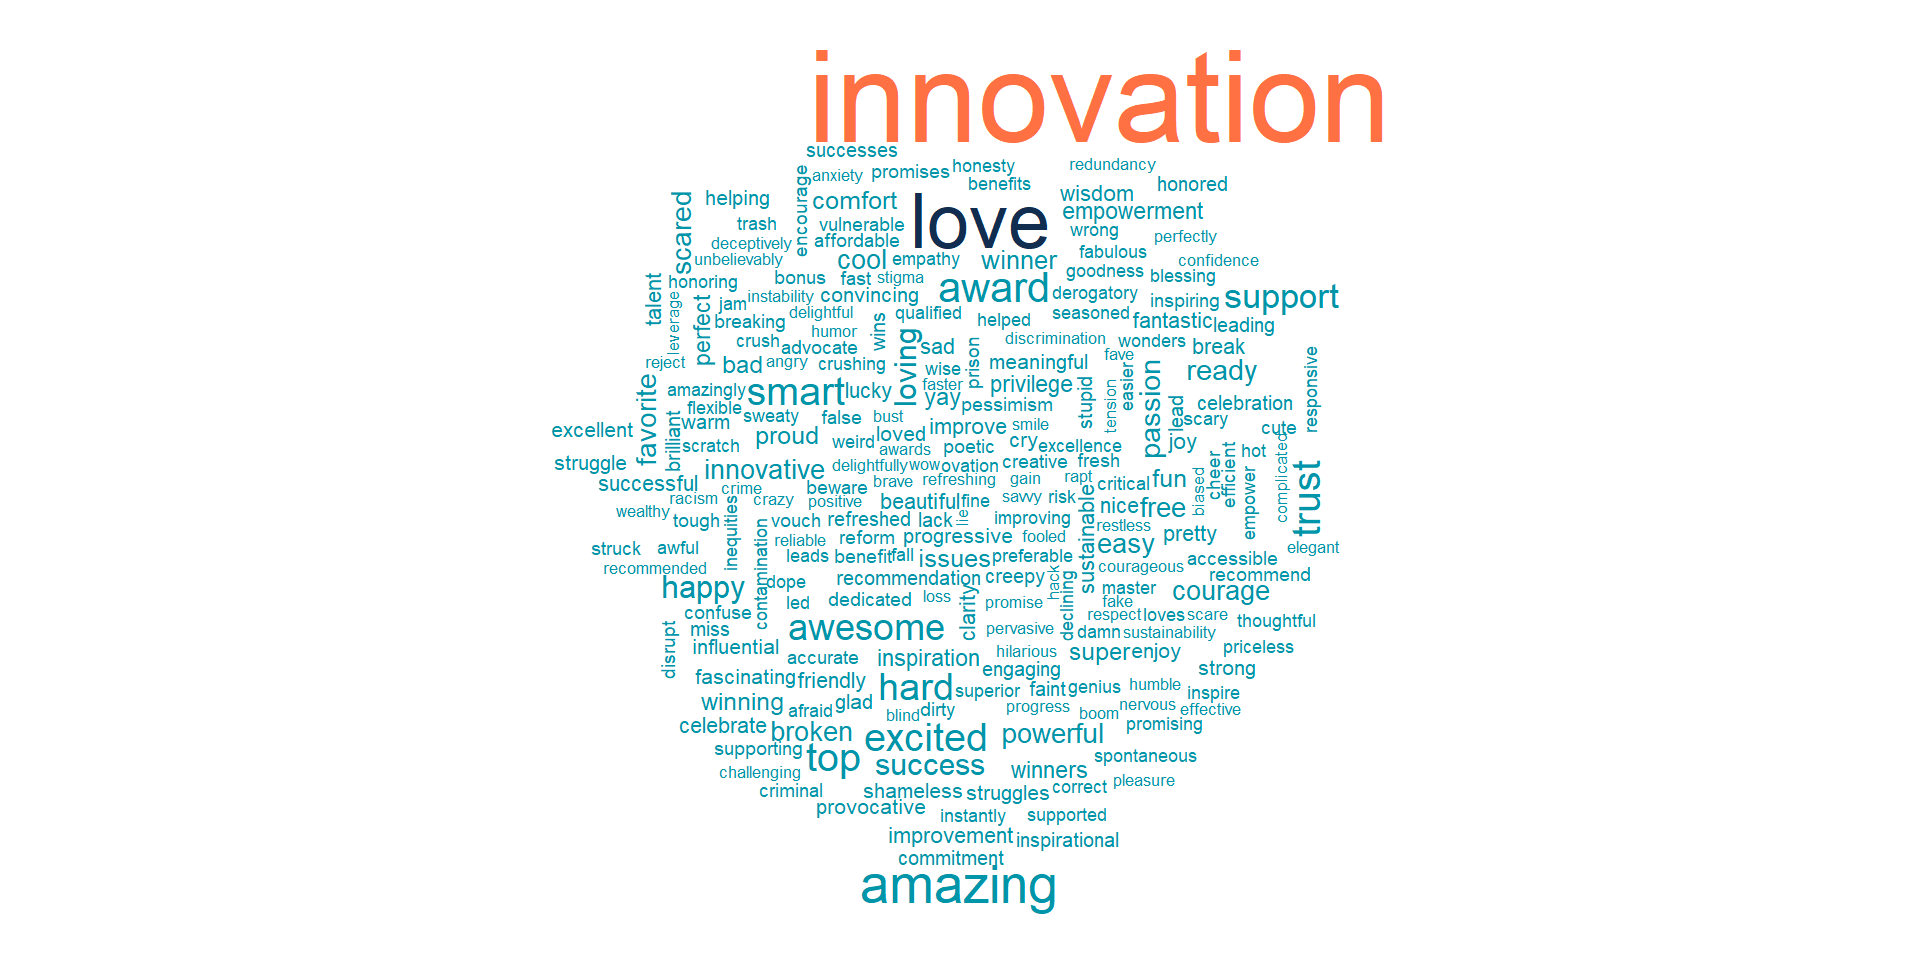 innovation
successes
anxiety promises honesty redundancy
benefits
encourage
helping comfort love wisdom honored
scared
empowerment
trash vulnerable wrong
deceptively affordable perfectly
unbelievably cool empathy winner fabulous confidence
honoring bonus fast stigma goodness blessing
talent
leverage
jam instability convincing award derogatory inspiring support
perfect
breaking delightful qualified helped seasoned fantastic leading
humor wins
crush advocate loving sad prison discrimination wonders break
reject bad angry crushing meaningful fave
responsive
favorite
amazingly smart lucky wise faster privilege stupid tension easier passion ready
yay pessimism lead celebration
flexible
brilliant
warm sweaty false bust improve smile scary cute
excellent scratch proud weird loved awards poetic cry excellence joy hot
struggle innovative delightfully wow ovation creative fresh cheer efficient complicated
successful crime beware brave refreshing gain rapt critical fun biased empower trust
racism crazy positive beautiful fine savvy risk sustainable nice free
wealthy tough inequities contamination vouch refreshed lack lie improving restless pretty
struck awful reliable reform progressive fooled easy elegant
leads benefit fall issues preferable accessible
recommended courageous
happy dope recommendation creepy hack declining master recommend
confuse led dedicated loss clarity promise fake courage
miss respect loves scare thoughtful
disrupt
influential awesome pervasive damn sustainability priceless
accurate inspiration hilarious super enjoy
fascinating friendly engaging strong
winning glad hard superior faint genius humble inspire
afraid blind dirty progress boom nervous effective
celebrate broken excited powerful promising
supporting top spontaneous
challenging success winners pleasure
criminal shameless struggles correct
provocative instantly supported
improvement inspirational
commitment
amazing